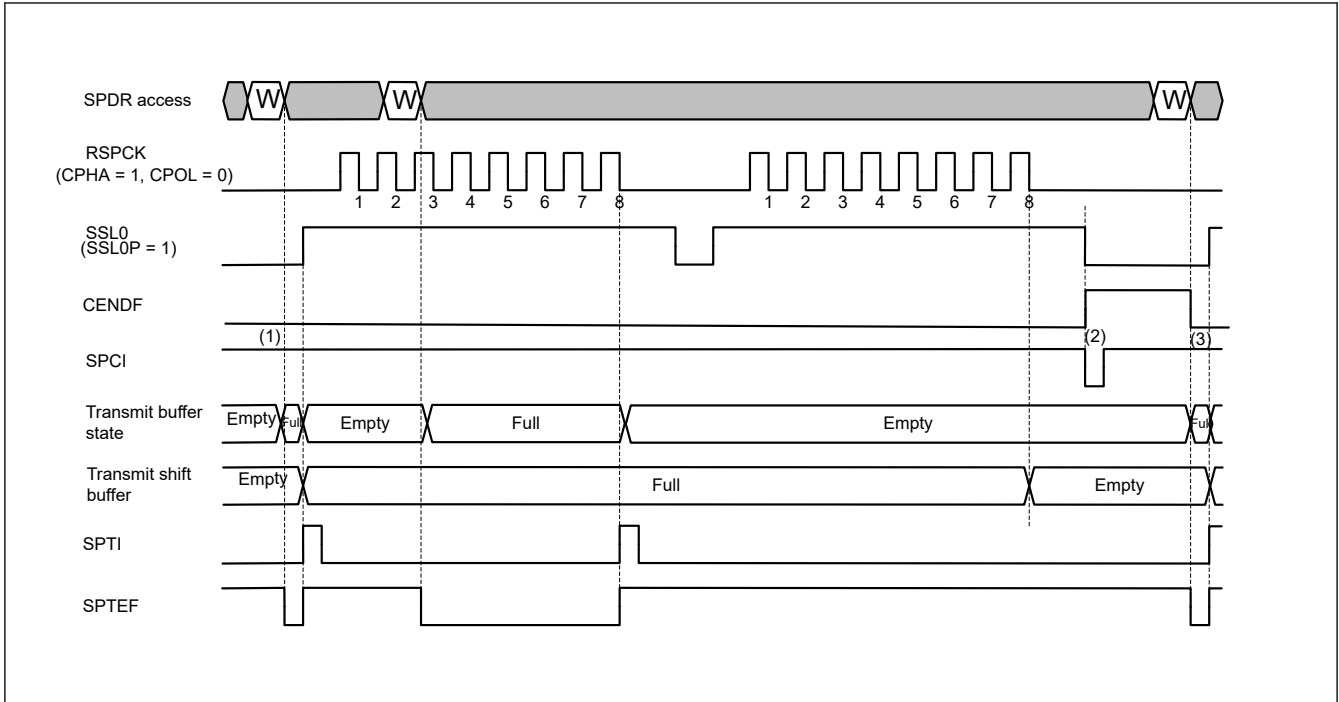 SPDR access
W
W
W
RSPCK
(CPHA = 1, CPOL = 0)
1 2 3 4 5 6 7 8
1 2 3 4 5 6 7 8
SSL0
(SSL0P = 1)
CENDF
(1)
(2)
(3)
SPCI
Transmit buffer
state
Empty
Full
Empty
Full
Empty
Full
Transmit shift
buffer
Empty
Full
Empty
SPTI
SPTEF